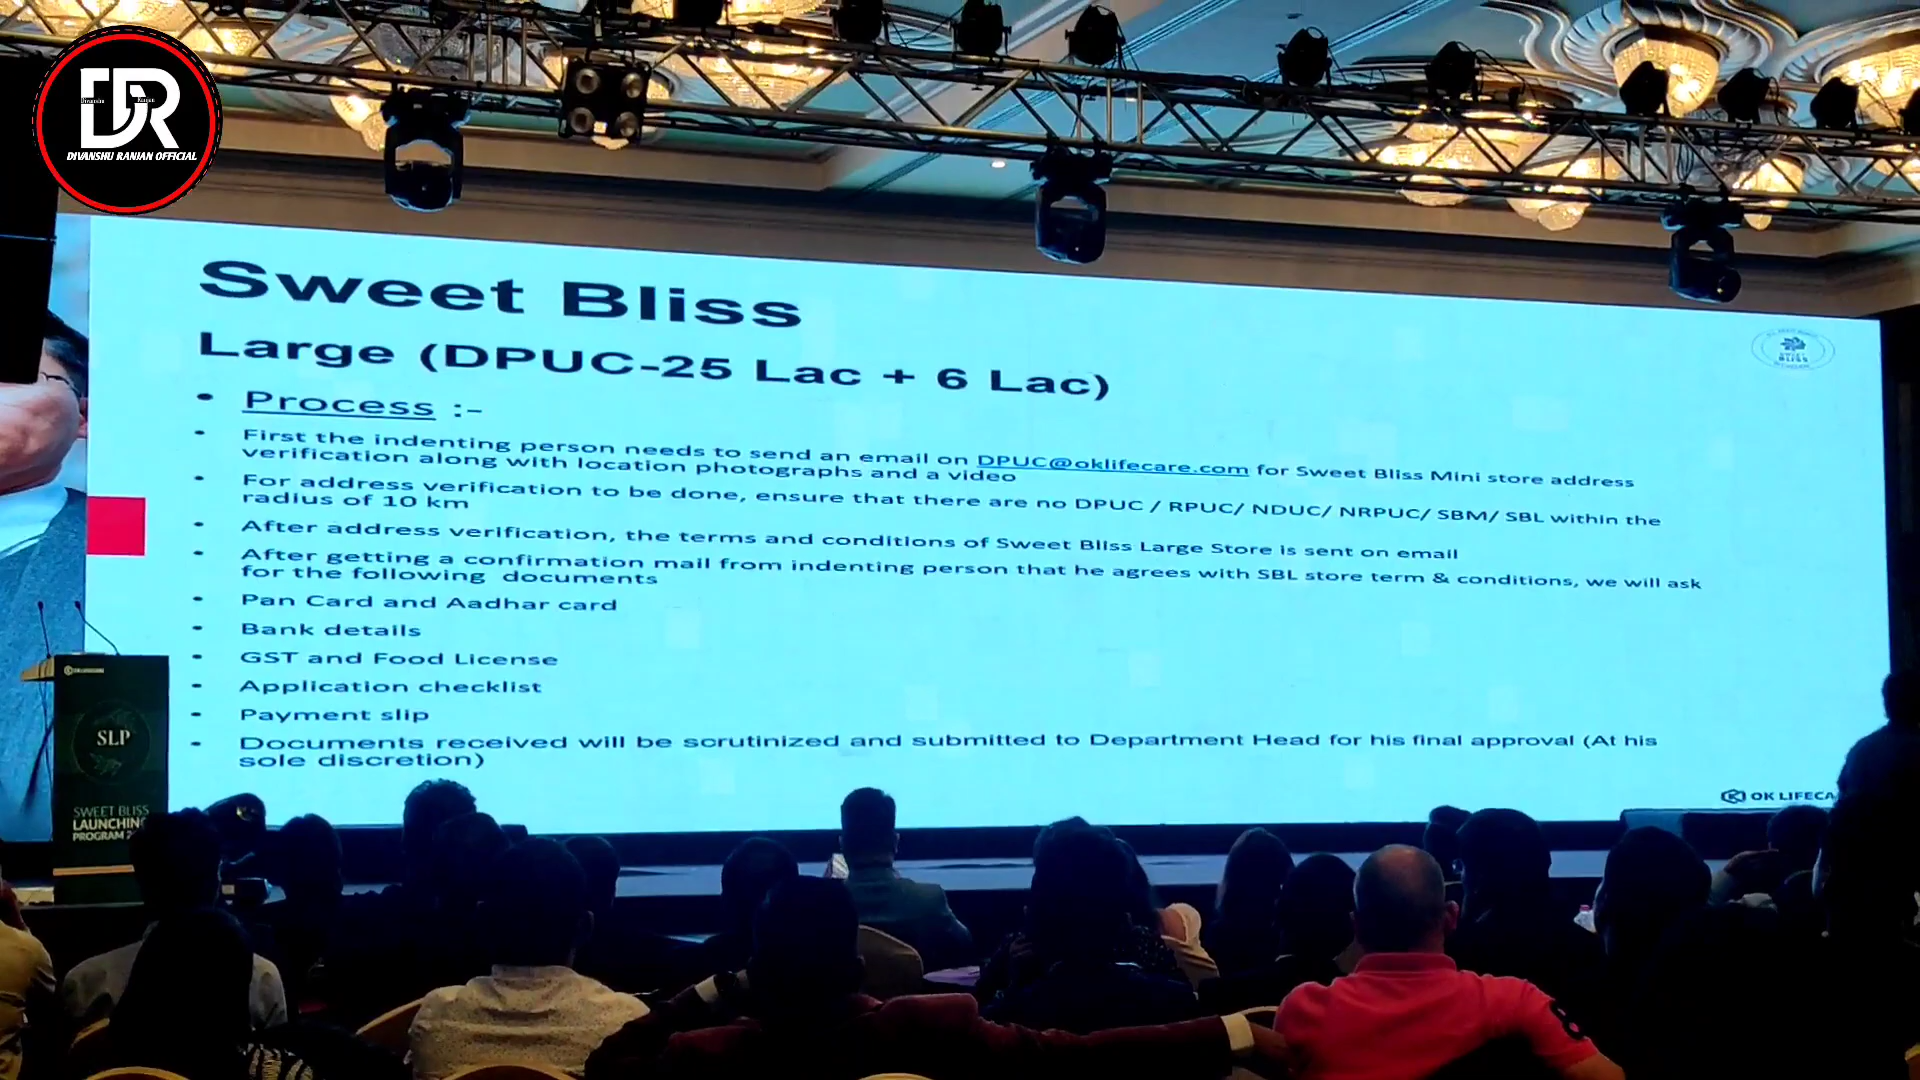 DR
Divanshu Ranjan
DIVANSHU RANJAN OFFICIAL
Sweet Bliss
Large (DPUC-25 Lac + 6 Lac)
SWEET
BLISS
• Process :-
• First the indenting person needs to send an email on DPUC@oklifecare.com for Sweet Bliss Mini store address
verification along with location photographs and a video
• For address verification to be done, ensure that there are no DPUC / RPUC/ NDUC/ NRPUC/ SBM/ SBL within the
radius of 10 km
• After address verification, the terms and conditions of Sweet Bliss Large Store is sent on email
• After getting a confirmation mail from indenting person that he agrees with SBL store term & conditions, we will ask
for the following documents
• Pan Card and Aadhar card
• Bank details
• GST and Food License
• Application checklist
• Payment slip
• Documents received will be scrutinized and submitted to Department Head for his final approval (At his
sole discretion)
OK LIFECA
SLP
SWEET BLISS
LAUNCHING
PROGRAM